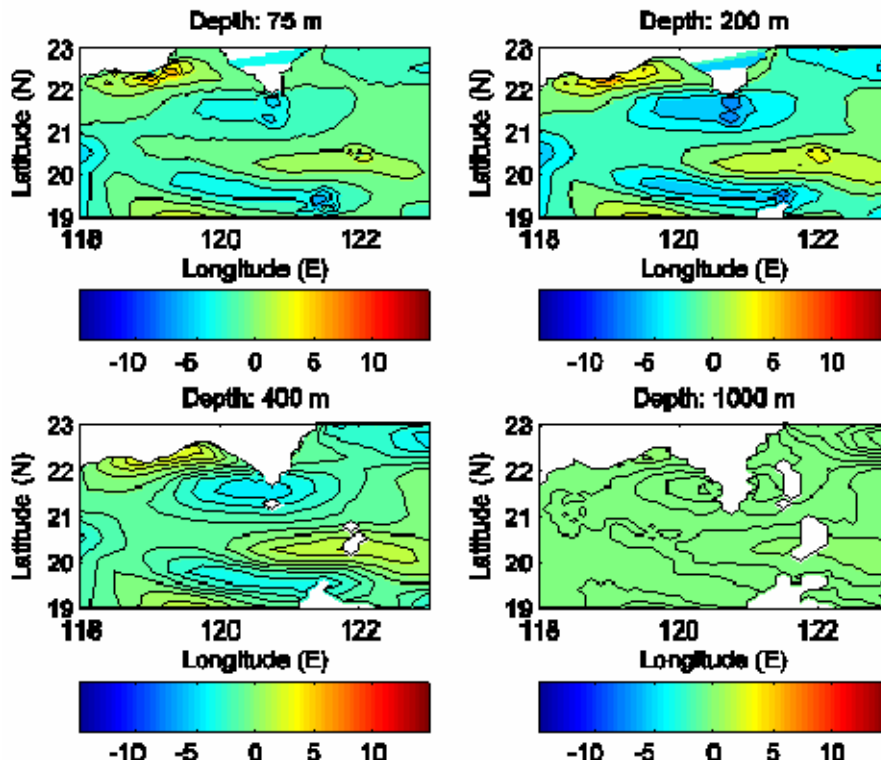 Depth: 75 m
Latitude (N)
23
22
21
20
19
118 120 122
Longitude (E)
-10 -5 0 5 10
Depth: 200 m
Latitude (N)
23
22
21
20
19
118 120 122
Longitude (E)
-10 -5 0 5 10
Depth: 400 m
Latitude (N)
23
22
21
20
19
118 120 122
Longitude (E)
-10 -5 0 5 10
Depth: 1000 m
Latitude (N)
23
22
21
20
19
118 120 122
Longitude (E)
-10 -5 0 5 10